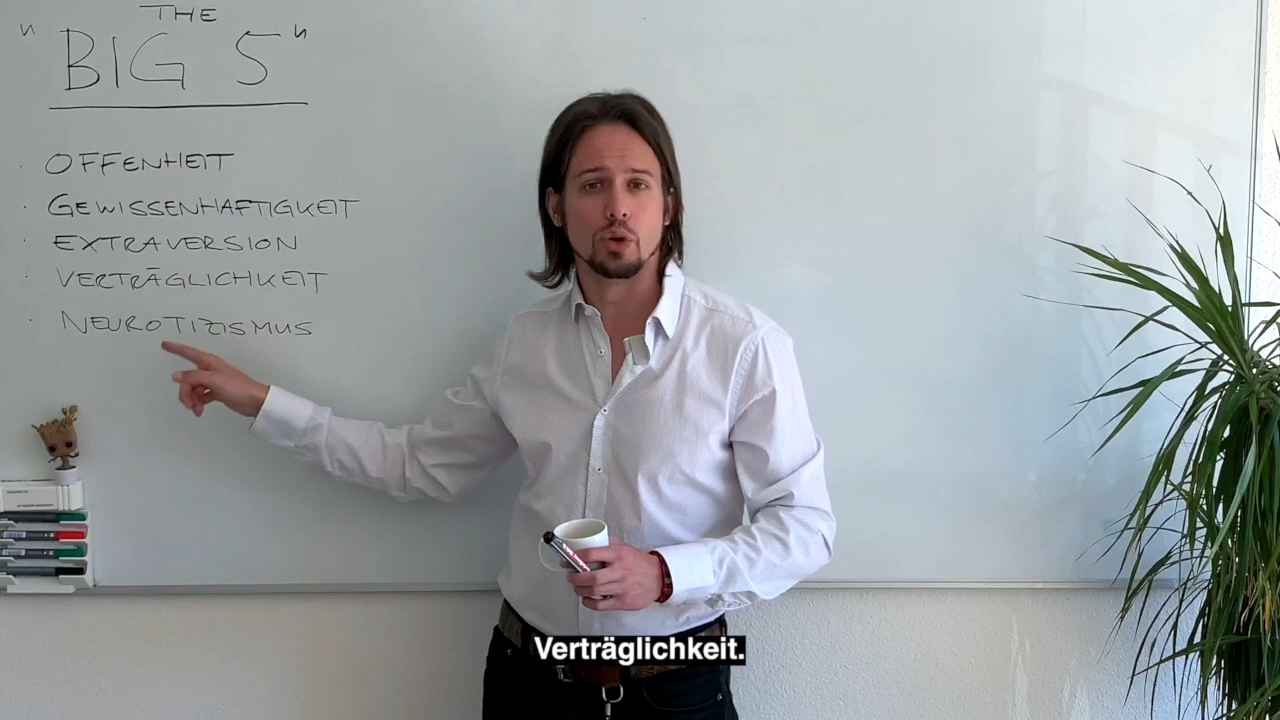 THE
"BIG 5"
· OFFENHEIT
· GEWISSENHAFTIGKEIT
· EXTRAVERSION
· VERTRÄGLICHKEIT
· NEUROTIZISMUS
Verträglichkeit.